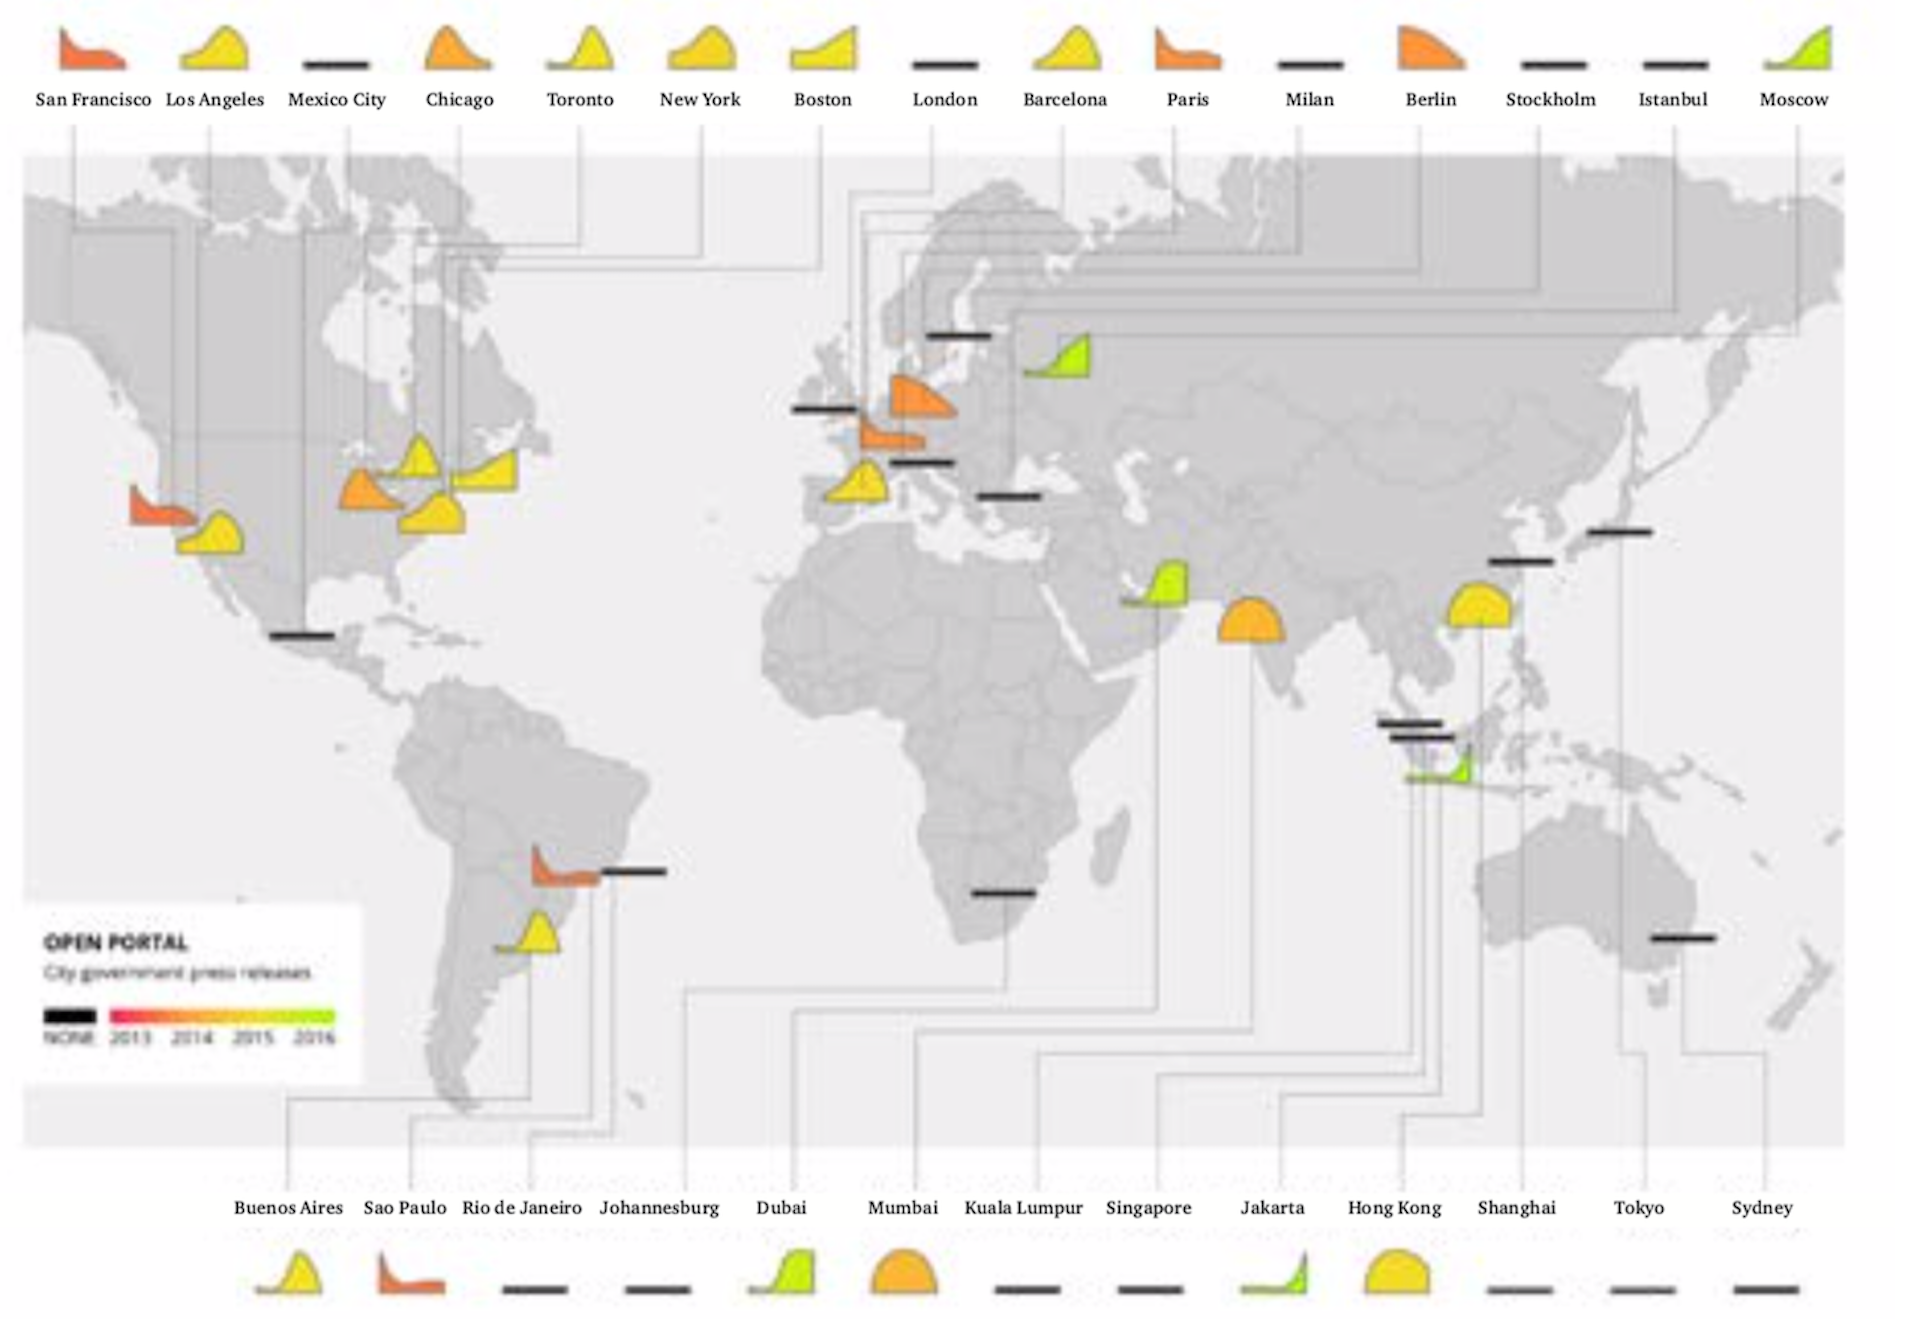 San Francisco Los Angeles Mexico City Chicago Toronto New York Boston London Barcelona Paris Milan Berlin Stockholm Istanbul Moscow
OPEN PORTAL
City government press releases
NONE 2013 2014 2015 2016
Buenos Aires Sao Paulo Rio de Janeiro Johannesburg Dubai Mumbai Kuala Lumpur Singapore Jakarta Hong Kong Shanghai Tokyo Sydney